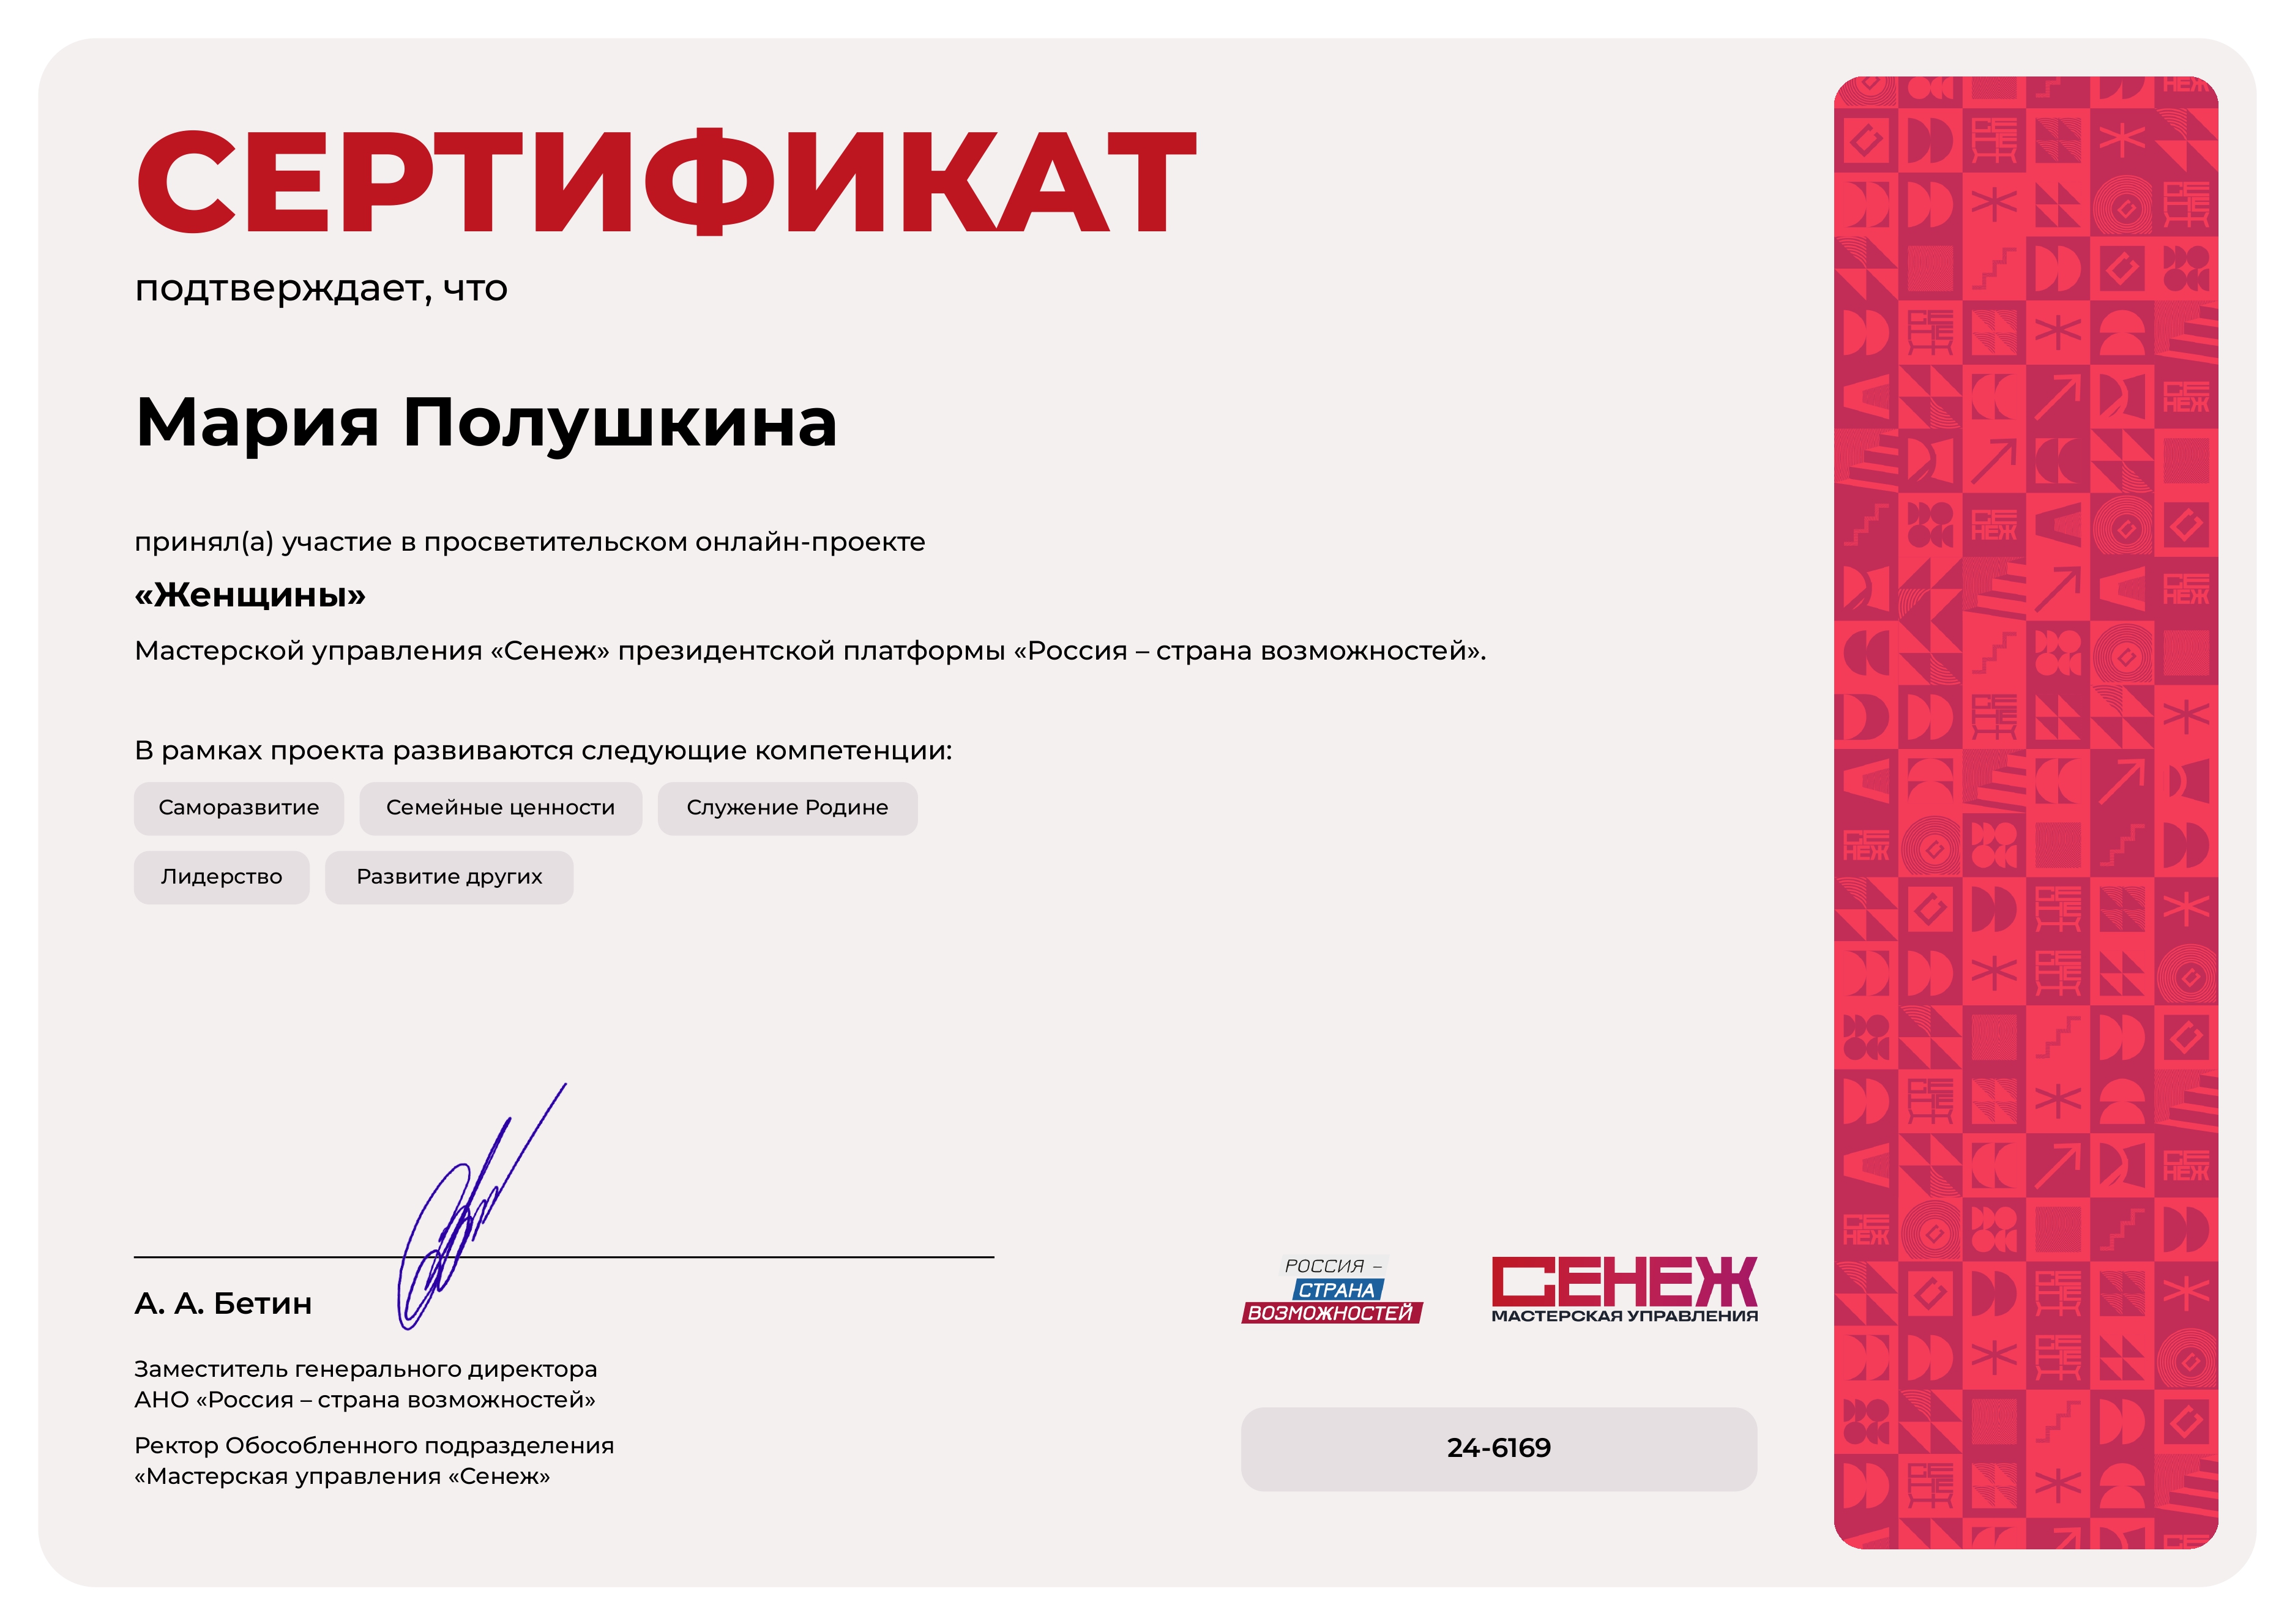 СЕРТИФИКАТ
подтверждает, что
Мария Полушкина
принял(а) участие в просветительском онлайн-проекте
«Женщины»
Мастерской управления «Сенеж» президентской платформы «Россия – страна возможностей».
В рамках проекта развиваются следующие компетенции:
Саморазвитие Семейные ценности Служение Родине
Лидерство Развитие других
А. А. Бетин
Заместитель генерального директора
АНО «Россия – страна возможностей»
Ректор Обособленного подразделения
«Мастерская управления «Сенеж»
РОССИЯ –
СТРАНА
ВОЗМОЖНОСТЕЙ
СЕНЕЖ
МАСТЕРСКАЯ УПРАВЛЕНИЯ
24-6169